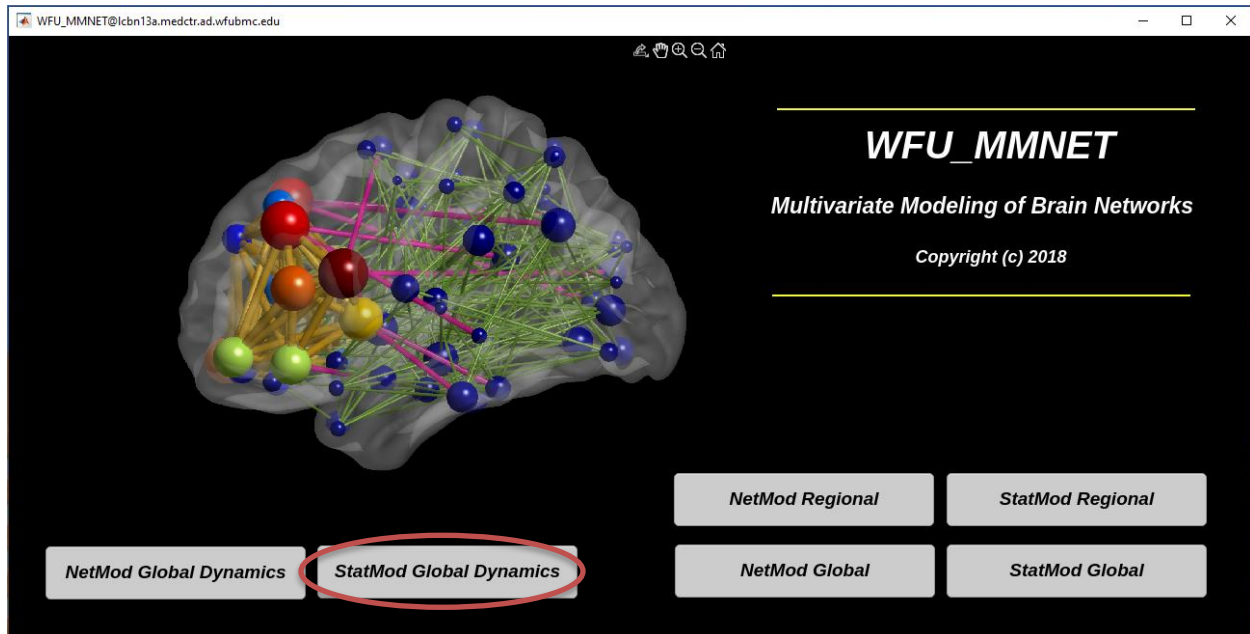 WFU_MMNET@lcbn13a.medctr.ad.wfubmc.edu
WFU_MMNET
Multivariate Modeling of Brain Networks
Copyright (c) 2018
NetMod Regional
StatMod Regional
NetMod Global Dynamics
StatMod Global Dynamics
NetMod Global
StatMod Global